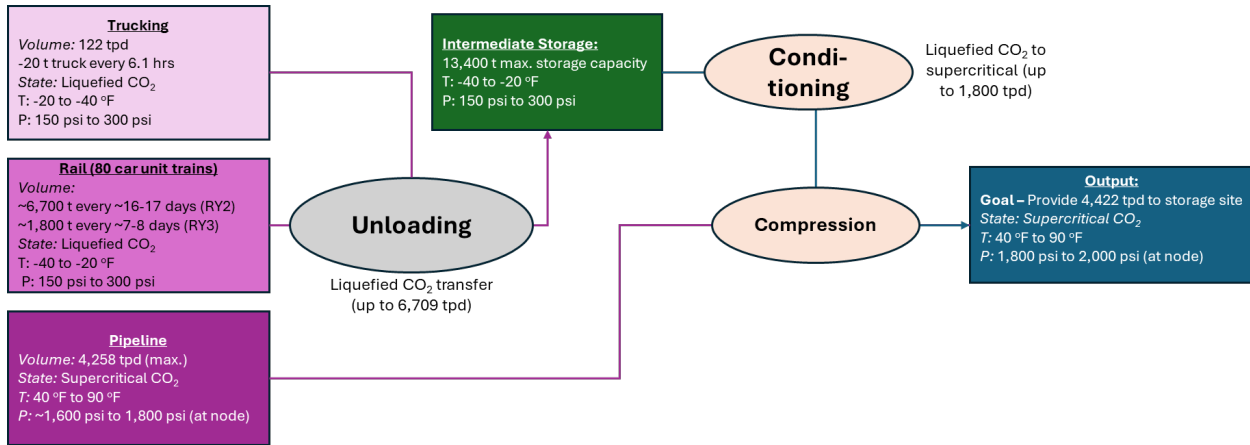 Trucking
Volume: 122 tpd
-20 t truck every 6.1 hrs
State: Liquefied CO₂
T: -20 to -40 ºF
P: 150 psi to 300 psi
Rail (80 car unit trains)
Volume:
~6,700 t every ~16-17 days (RY2)
~1,800 t every ~7-8 days (RY3)
State: Liquefied CO₂
T: -40 to -20 ºF
P: 150 psi to 300 psi
Pipeline
Volume: 4,258 tpd (max.)
State: Supercritical CO₂
T: 40 ºF to 90 ºF
P: ~1,600 psi to 1,800 psi (at node)
Unloading
Liquefied CO₂ transfer
(up to 6,709 tpd)
Intermediate Storage:
13,400 t max. storage capacity
T: -40 to -20 ºF
P: 150 psi to 300 psi
Condi-
tioning
Liquefied CO₂ to
supercritical (up
to 1,800 tpd)
Compression
Output:
Goal – Provide 4,422 tpd to storage site
State: Supercritical CO₂
T: 40 ºF to 90 ºF
P: 1,800 psi to 2,000 psi (at node)